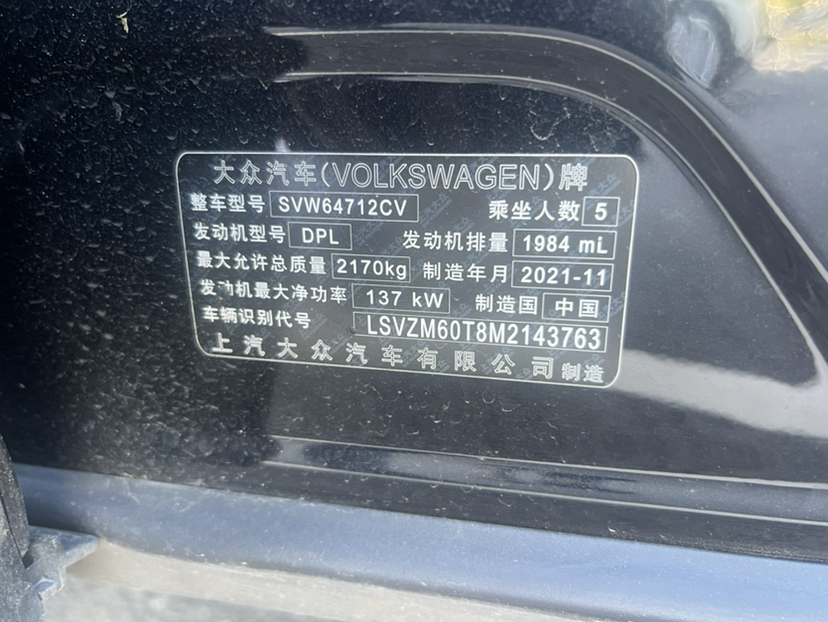 大众汽车(VOLKSWAGEN)牌
整车型号 SVW64712CV 乘坐人数 5
发动机型号 DPL 发动机排量 1984 mL
最大允许总质量 2170kg 制造年月 2021-11
发动机最大净功率 137 kW 制造国 中国
车辆识别代号 LSVZM60T8M2143763
上汽大众汽车有限公司制造